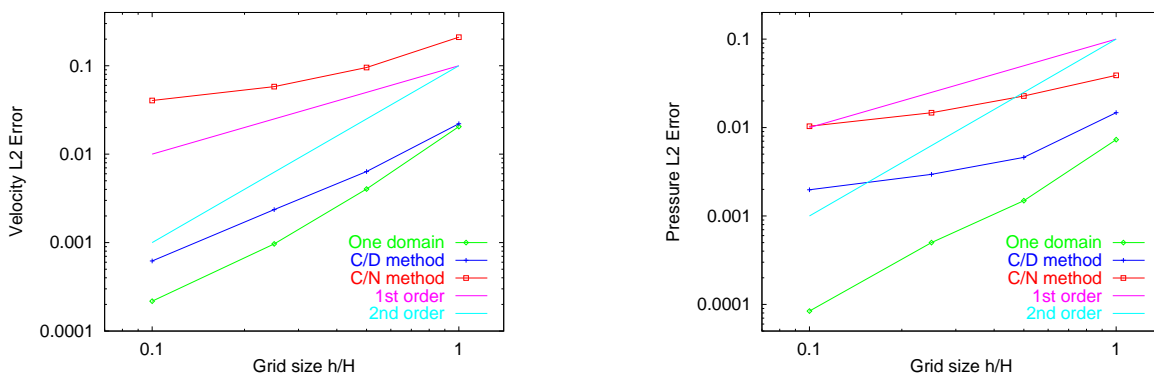 0.1
0.01
0.001
0.0001
Velocity L2 Error
One domain
C/D method
C/N method
1st order
2nd order
0.1 1
Grid size h/H
0.1
0.01
0.001
0.0001
Pressure L2 Error
One domain
C/D method
C/N method
1st order
2nd order
0.1 1
Grid size h/H